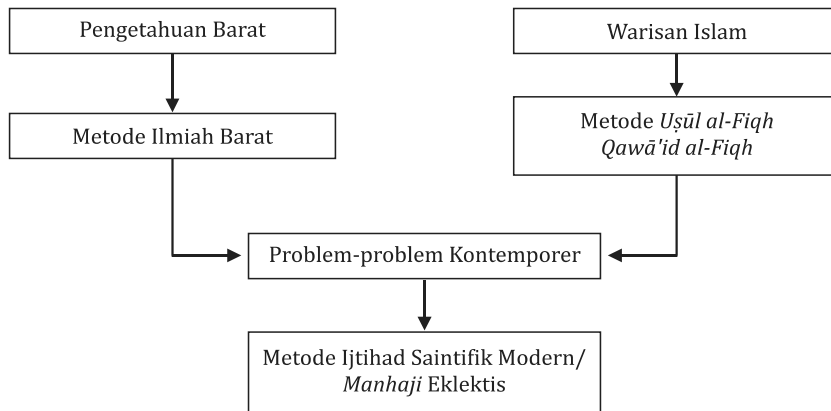 Pengetahuan Barat
Warisan Islam
Metode Ilmiah Barat
Metode Uṣūl al-Fiqh
Qawā'id al-Fiqh
Problem-problem Kontemporer
Metode Ijtihad Saintifik Modern/
Manhaji Eklektis